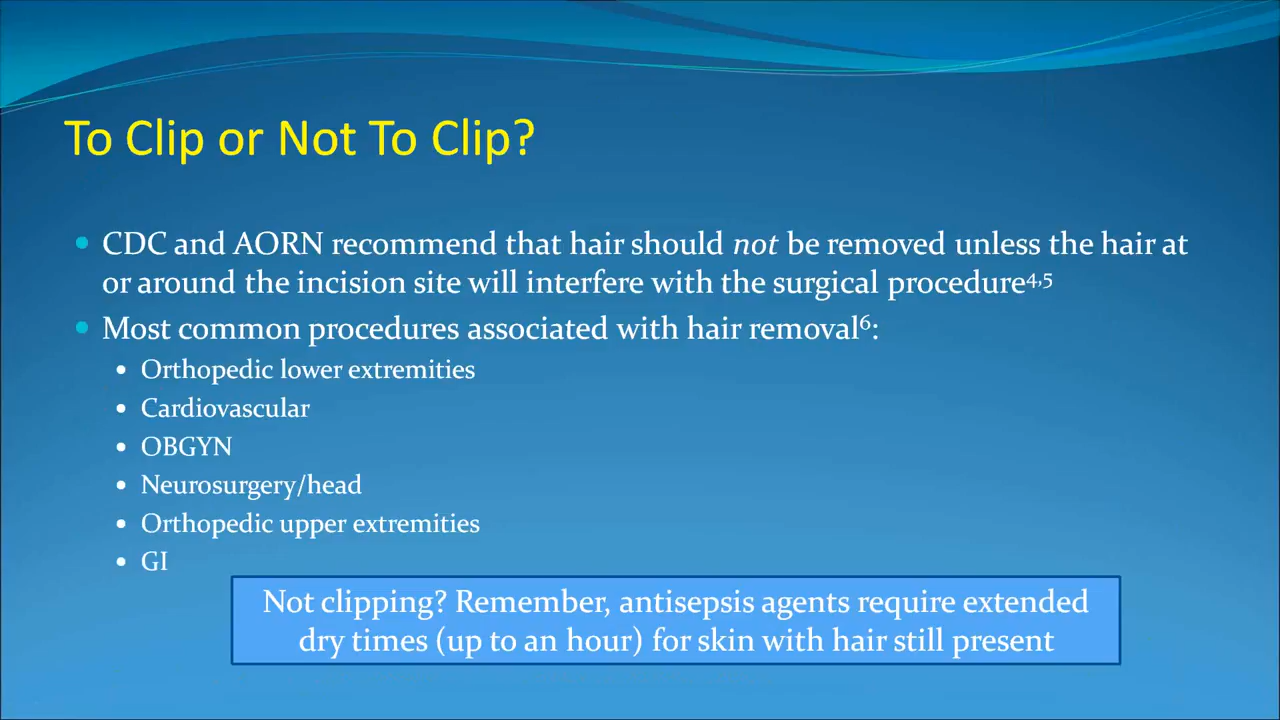 To Clip or Not To Clip?
• CDC and AORN recommend that hair should not be removed unless the hair at
or around the incision site will interfere with the surgical procedure⁴,⁵
• Most common procedures associated with hair removal⁶:
• Orthopedic lower extremities
• Cardiovascular
• OBGYN
• Neurosurgery/head
• Orthopedic upper extremities
• GI
Not clipping? Remember, antisepsis agents require extended
dry times (up to an hour) for skin with hair still present